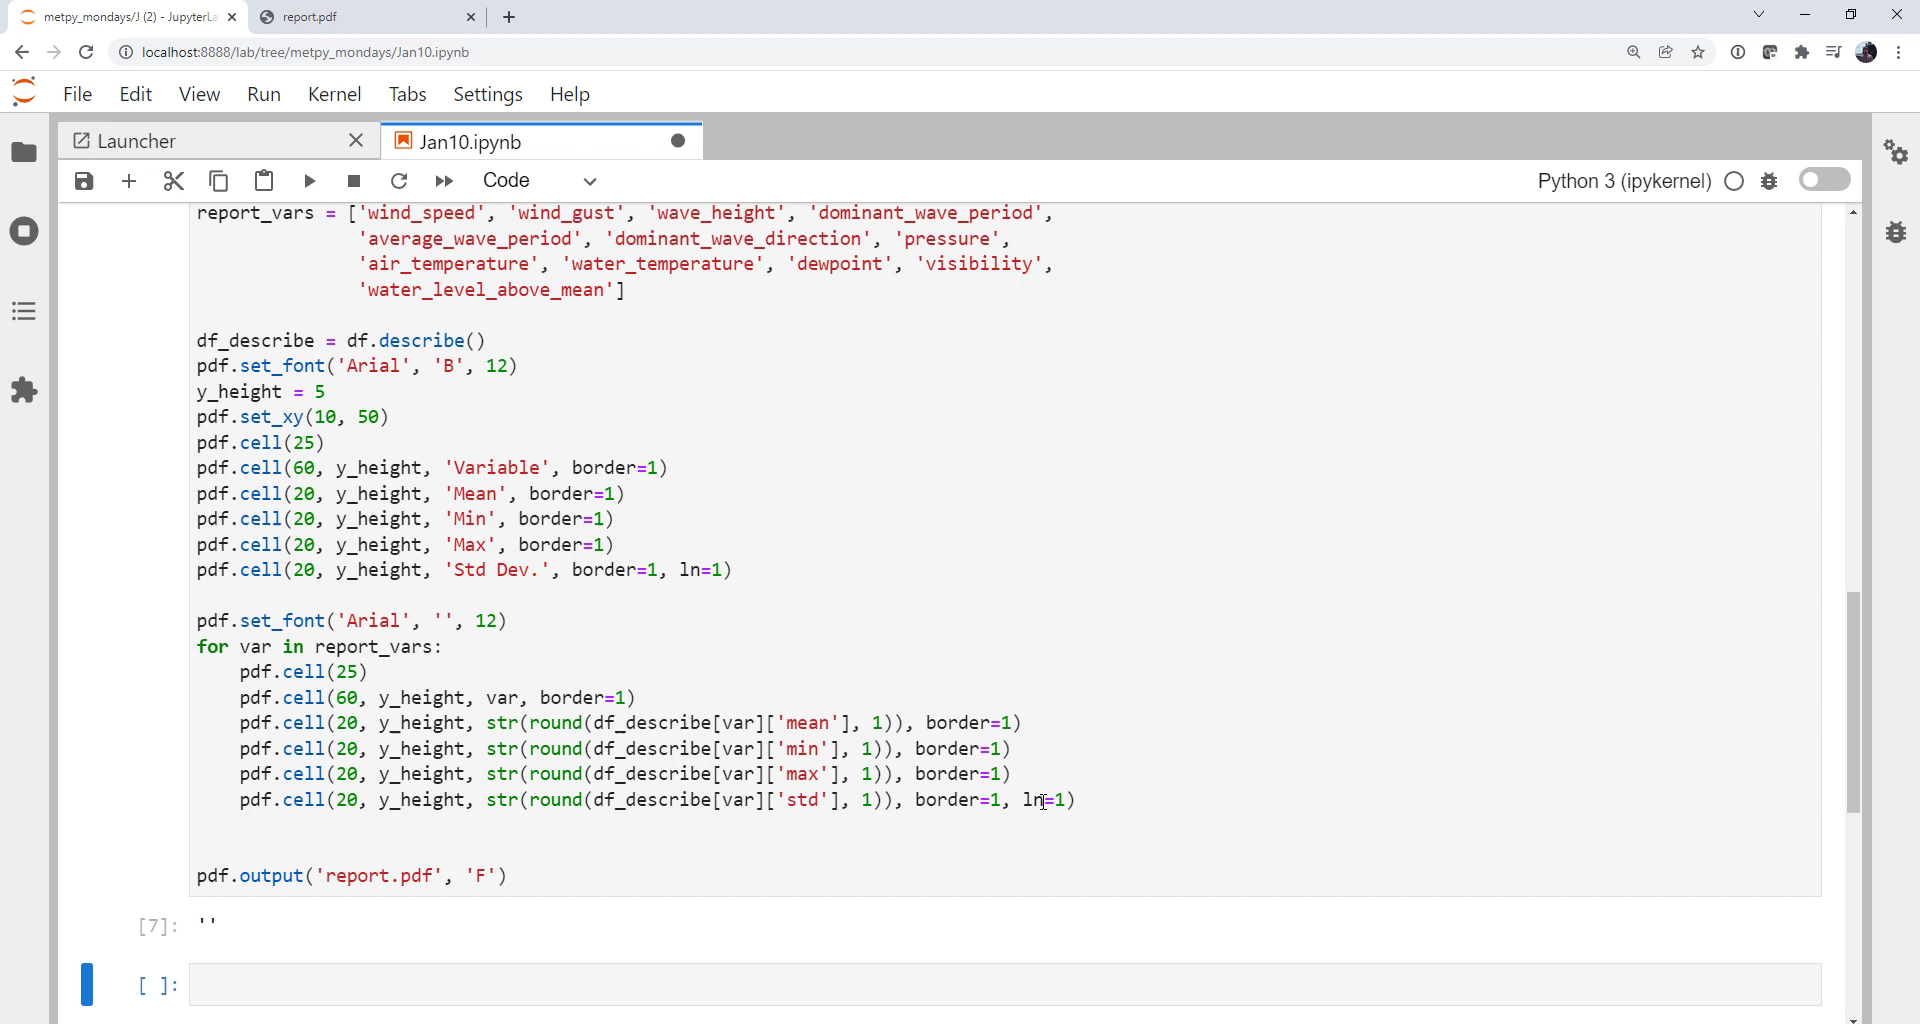 metpy_mondays/J (2) - JupyterLa
report.pdf
localhost:8888/lab/tree/metpy_mondays/Jan10.ipynb
File Edit View Run Kernel Tabs Settings Help
Launcher
Jan10.ipynb
Code
Python 3 (ipykernel)
report_vars = ['wind_speed', 'wind_gust', 'wave_height', 'dominant_wave_period',
'average_wave_period', 'dominant_wave_direction', 'pressure',
'air_temperature', 'water_temperature', 'dewpoint', 'visibility',
'water_level_above_mean']
df_describe = df.describe()
pdf.set_font('Arial', 'B', 12)
y_height = 5
pdf.set_xy(10, 50)
pdf.cell(25)
pdf.cell(60, y_height, 'Variable', border=1)
pdf.cell(20, y_height, 'Mean', border=1)
pdf.cell(20, y_height, 'Min', border=1)
pdf.cell(20, y_height, 'Max', border=1)
pdf.cell(20, y_height, 'Std Dev.', border=1, ln=1)
pdf.set_font('Arial', '', 12)
for var in report_vars:
pdf.cell(25)
pdf.cell(60, y_height, var, border=1)
pdf.cell(20, y_height, str(round(df_describe[var]['mean'], 1)), border=1)
pdf.cell(20, y_height, str(round(df_describe[var]['min'], 1)), border=1)
pdf.cell(20, y_height, str(round(df_describe[var]['max'], 1)), border=1)
pdf.cell(20, y_height, str(round(df_describe[var]['std'], 1)), border=1, ln=1)
pdf.output('report.pdf', 'F')
[7]: ''
[ ]: